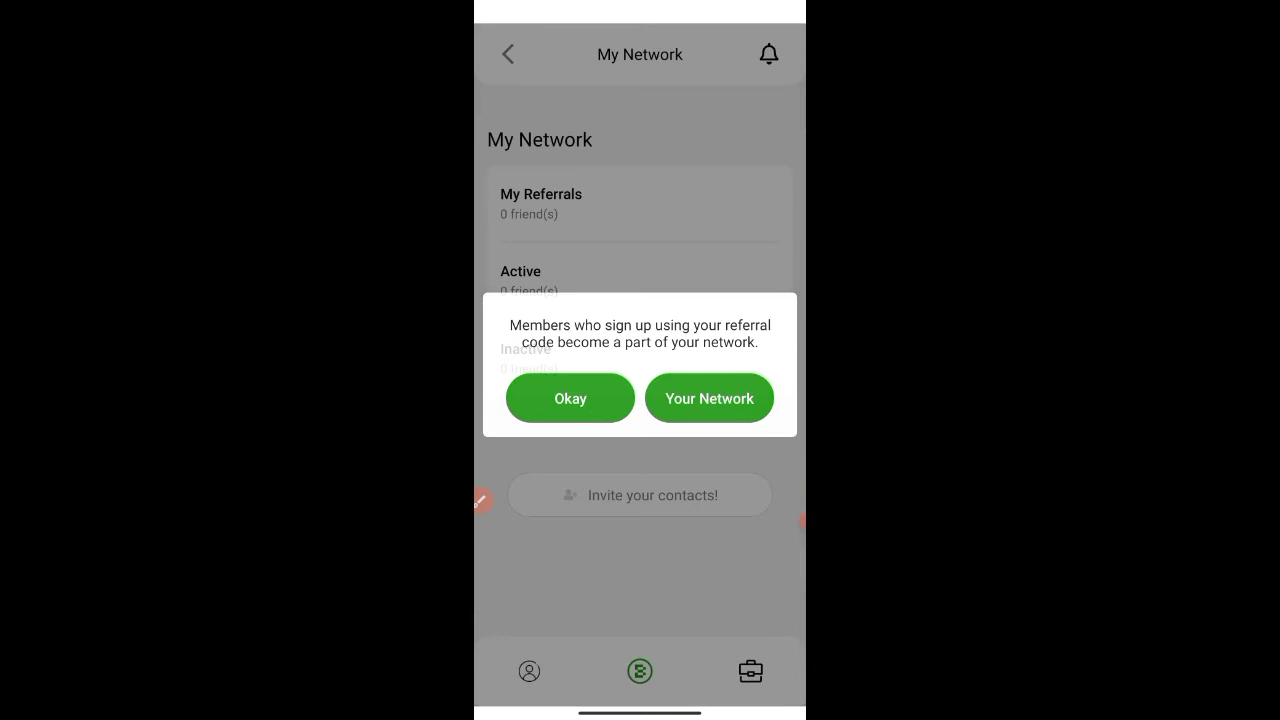 My Network
My Network
My Referrals
0 friend(s)
Active
0 friend(s)
Members who sign up using your referral
code become a part of your network.
Inactive
0 friend(s)
Okay
Your Network
Invite your contacts!